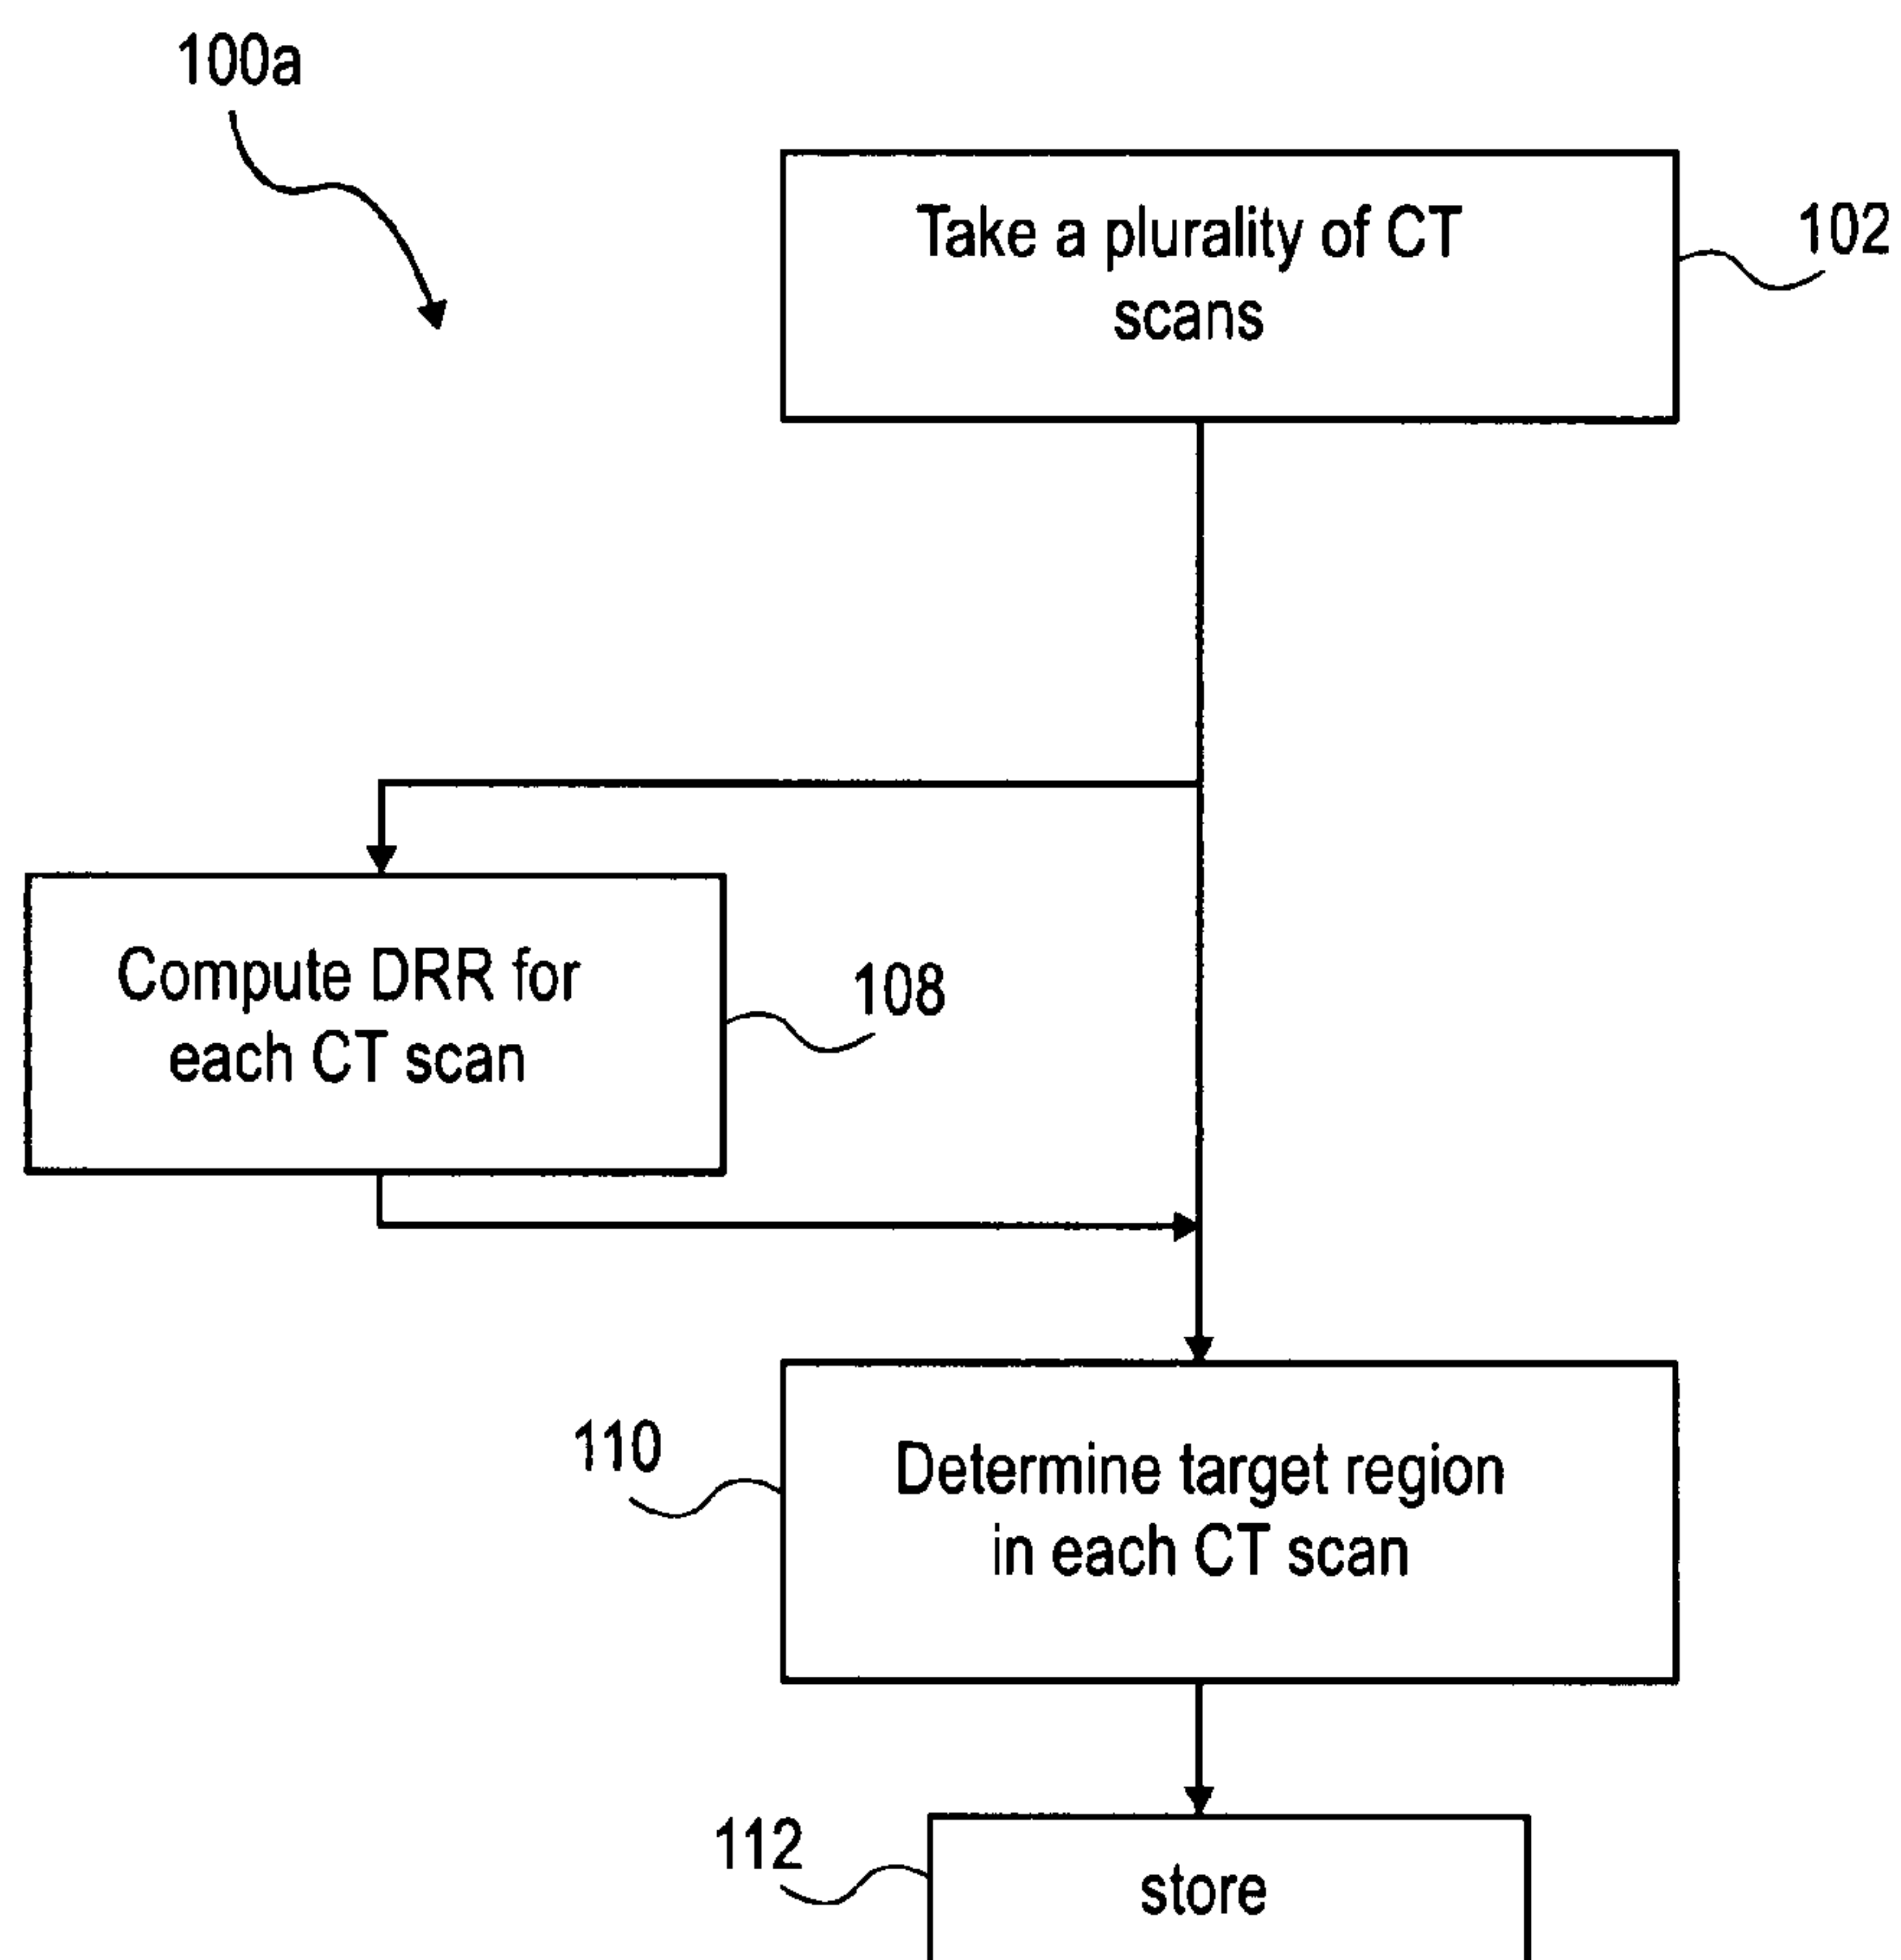 100a
Take a plurality of CT
scans
102
Compute DRR for
each CT scan
108
110
Determine target region
in each CT scan
112
store